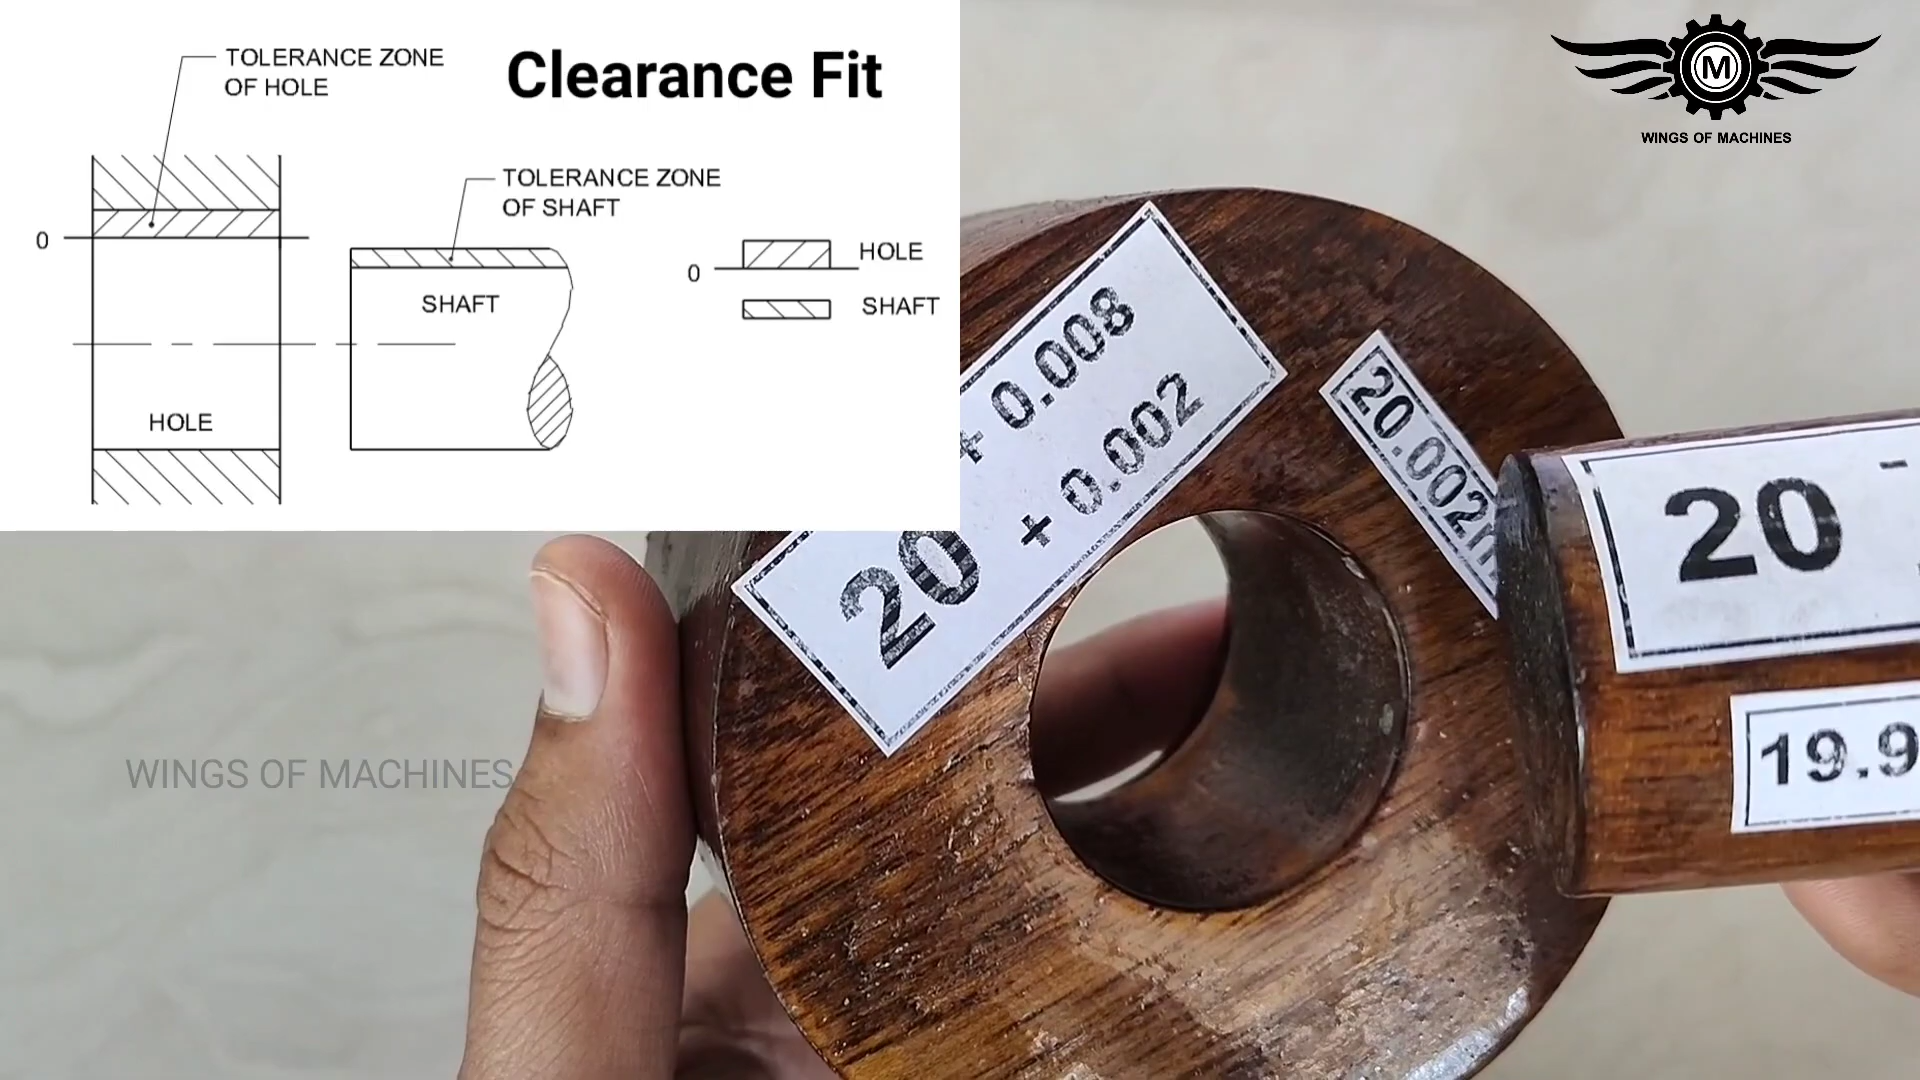 TOLERANCE ZONE
OF HOLE
Clearance Fit
TOLERANCE ZONE
OF SHAFT
0
HOLE
0
SHAFT
SHAFT
HOLE
M
WINGS OF MACHINES
+ 0.008
20 + 0.002
20.002
20 -
19.9
WINGS OF MACHINES